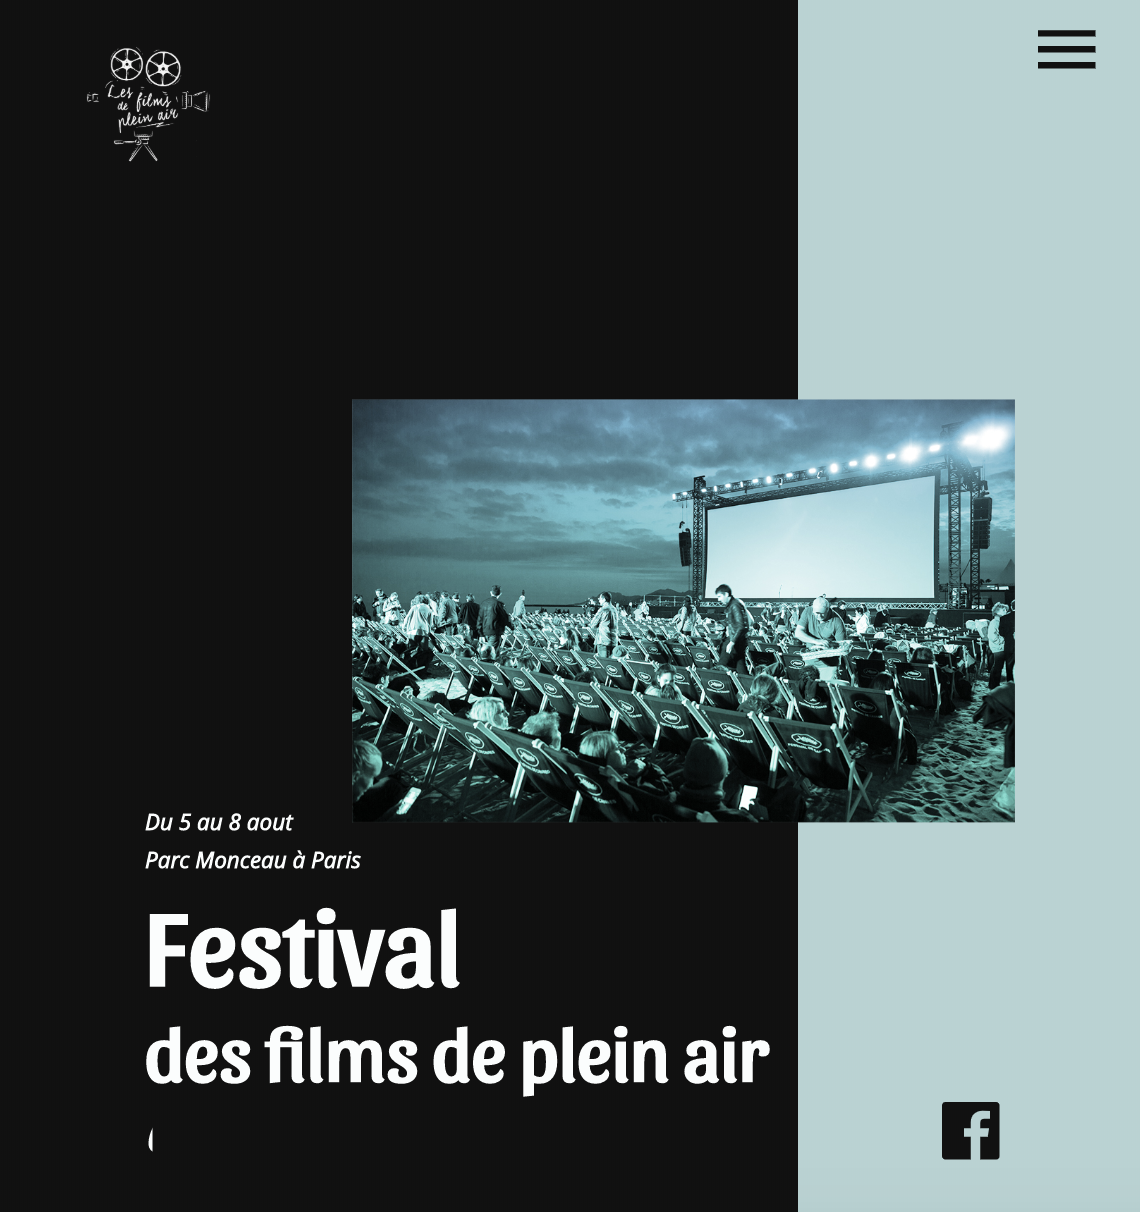 Les
de films
plein air
Du 5 au 8 aout
Parc Monceau à Paris
Festival
des films de plein air